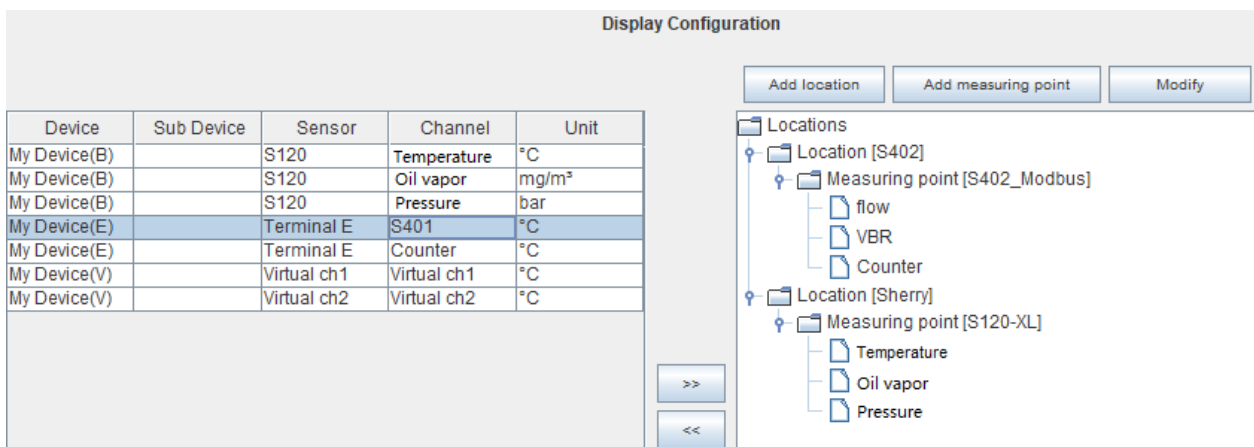 Display Configuration
Add location Add measuring point Modify
Device Sub Device Sensor Channel Unit
My Device(B) S120 Temperature °C
My Device(B) S120 Oil vapor mg/m³
My Device(B) S120 Pressure bar
My Device(E) Terminal E S401 °C
My Device(E) Terminal E Counter °C
My Device(V) Virtual ch1 Virtual ch1 °C
My Device(V) Virtual ch2 Virtual ch2 °C
>>
<<
Locations
Location [S402]
Measuring point [S402_Modbus]
flow
VBR
Counter
Location [Sherry]
Measuring point [S120-XL]
Temperature
Oil vapor
Pressure